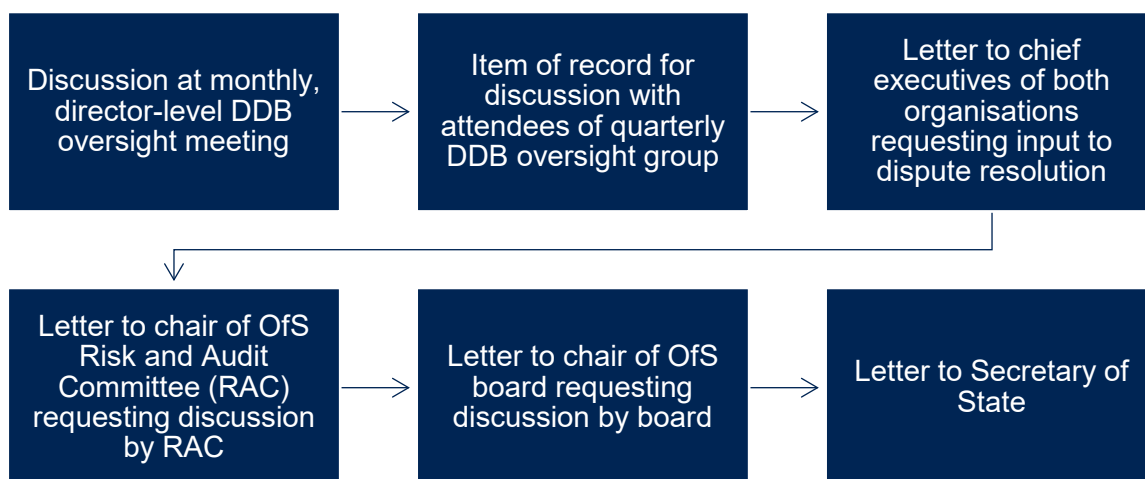 Discussion at monthly,
director-level DDB
oversight meeting
Item of record for
discussion with
attendees of quarterly
DDB oversight group
Letter to chief
executives of both
organisations
requesting input to
dispute resolution
Letter to chair of OfS
Risk and Audit
Committee (RAC)
requesting discussion
by RAC
Letter to chair of OfS
board requesting
discussion by board
Letter to Secretary of
State